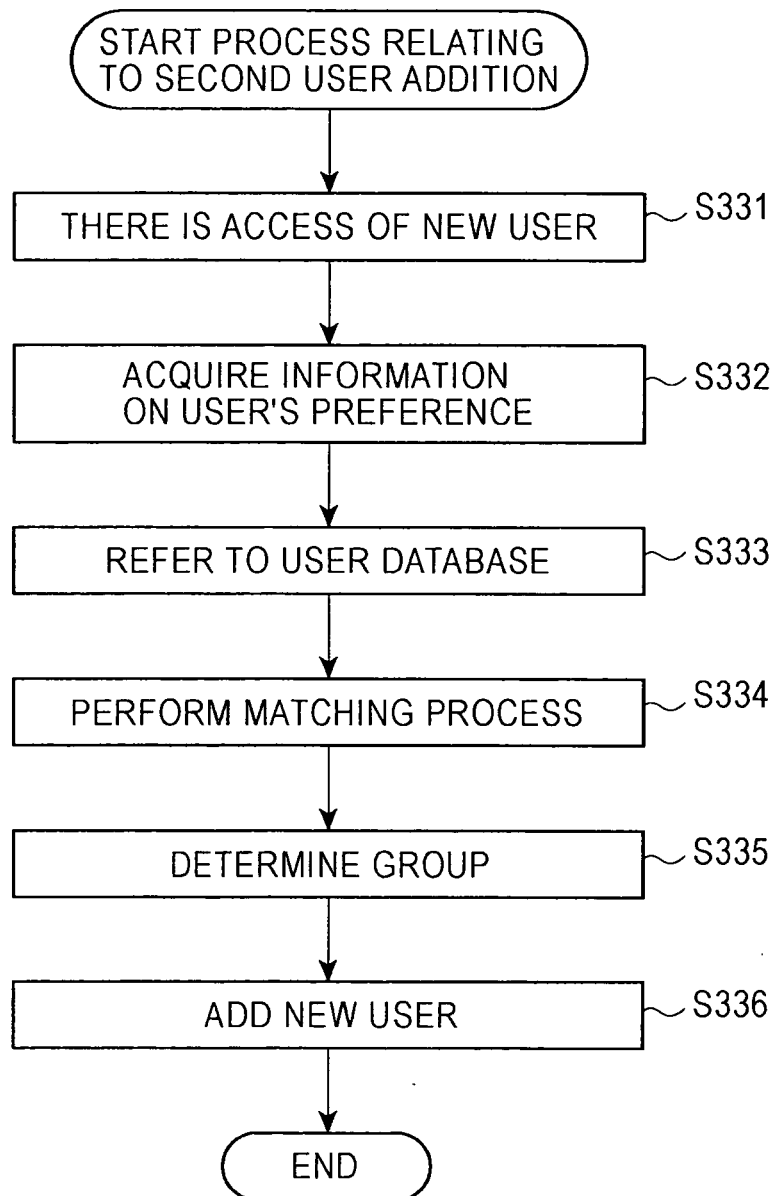 START PROCESS RELATING
TO SECOND USER ADDITION
THERE IS ACCESS OF NEW USER
S331
ACQUIRE INFORMATION
ON USER'S PREFERENCE
S332
REFER TO USER DATABASE
S333
PERFORM MATCHING PROCESS
S334
DETERMINE GROUP
S335
ADD NEW USER
S336
END